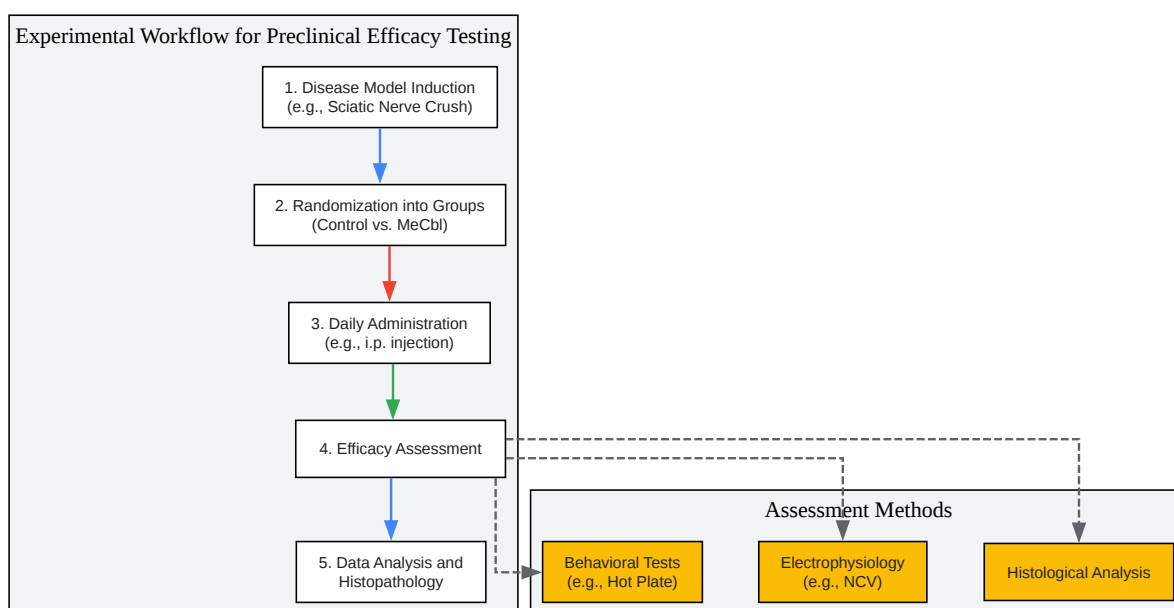 Experimental Workflow for Preclinical Efficacy Testing
1. Disease Model Induction
(e.g., Sciatic Nerve Crush)
2. Randomization into Groups
(Control vs. MeCbl)
3. Daily Administration
(e.g., i.p. injection)
4. Efficacy Assessment
5. Data Analysis and
Histopathology
Assessment Methods
Behavioral Tests
(e.g., Hot Plate)
Electrophysiology
(e.g., NCV)
Histological Analysis